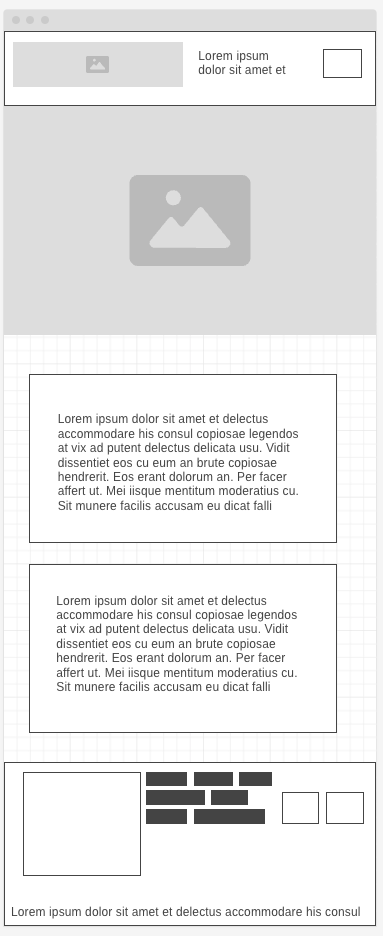 Lorem ipsum
dolor sit amet et
Lorem ipsum dolor sit amet et delectus
accommodare his consul copiosae legendos
at vix ad putent delectus delicata usu. Vidit
dissentiet eos cu eum an brute copiosae
hendrerit. Eos erant dolorum an. Per facer
affert ut. Mei iisque mentitum moderatius cu.
Sit munere facilis accusam eu dicat falli
Lorem ipsum dolor sit amet et delectus
accommodare his consul copiosae legendos
at vix ad putent delectus delicata usu. Vidit
dissentiet eos cu eum an brute copiosae
hendrerit. Eos erant dolorum an. Per facer
affert ut. Mei iisque mentitum moderatius cu.
Sit munere facilis accusam eu dicat falli
Lorem ipsum dolor sit amet et delectus accommodare his consul